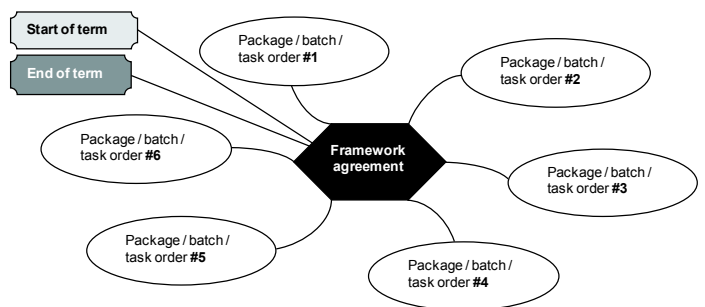 Start of term
End of term
Package / batch /
task order #1
Package / batch /
task order #2
Package / batch /
task order #3
Package / batch /
task order #4
Package / batch /
task order #5
Package / batch /
task order #6
Framework
agreement